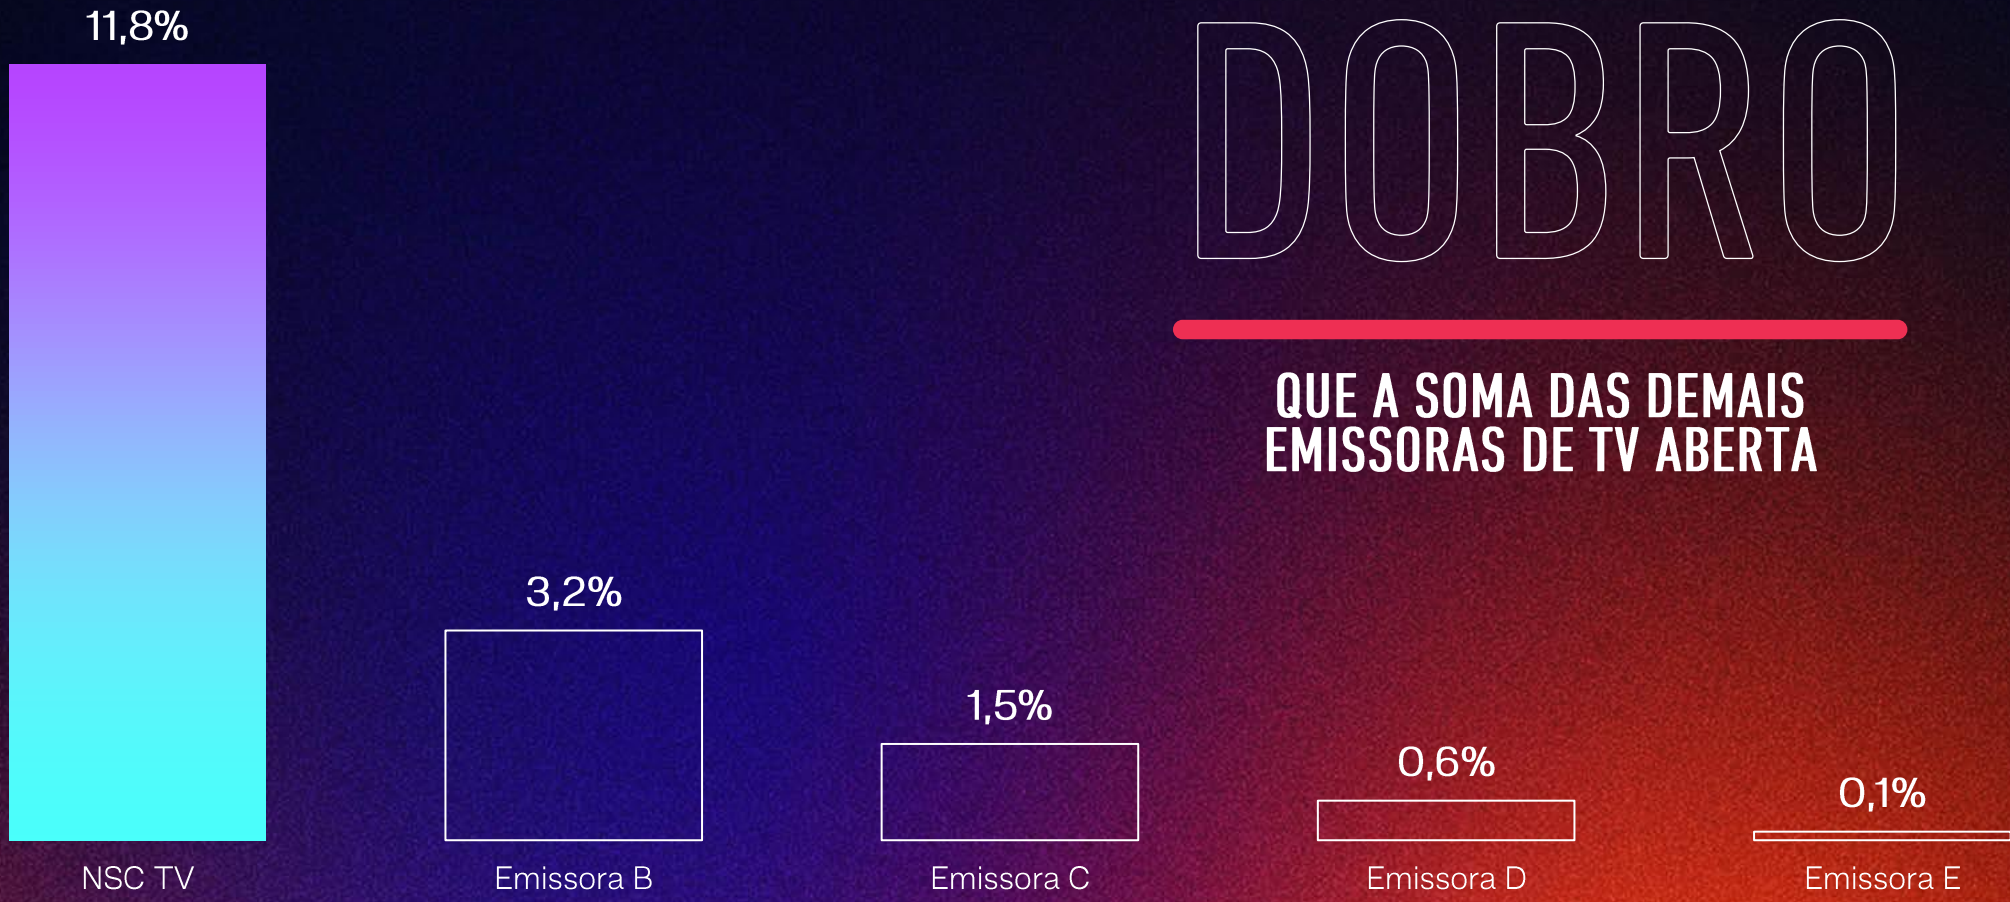 11,8%
DOBRO
QUE A SOMA DAS DEMAIS
EMISSORAS DE TV ABERTA
3,2%
1,5%
0,6%
0,1%
NSC TV
Emissora B
Emissora C
Emissora D
Emissora E